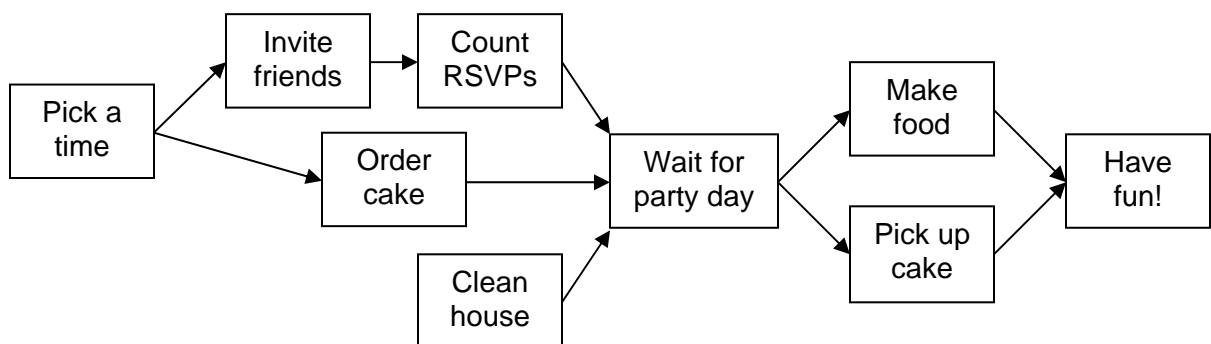 Pick a
time
Invite
friends
Count
RSVPs
Order
cake
Clean
house
Wait for
party day
Make
food
Pick up
cake
Have
fun!